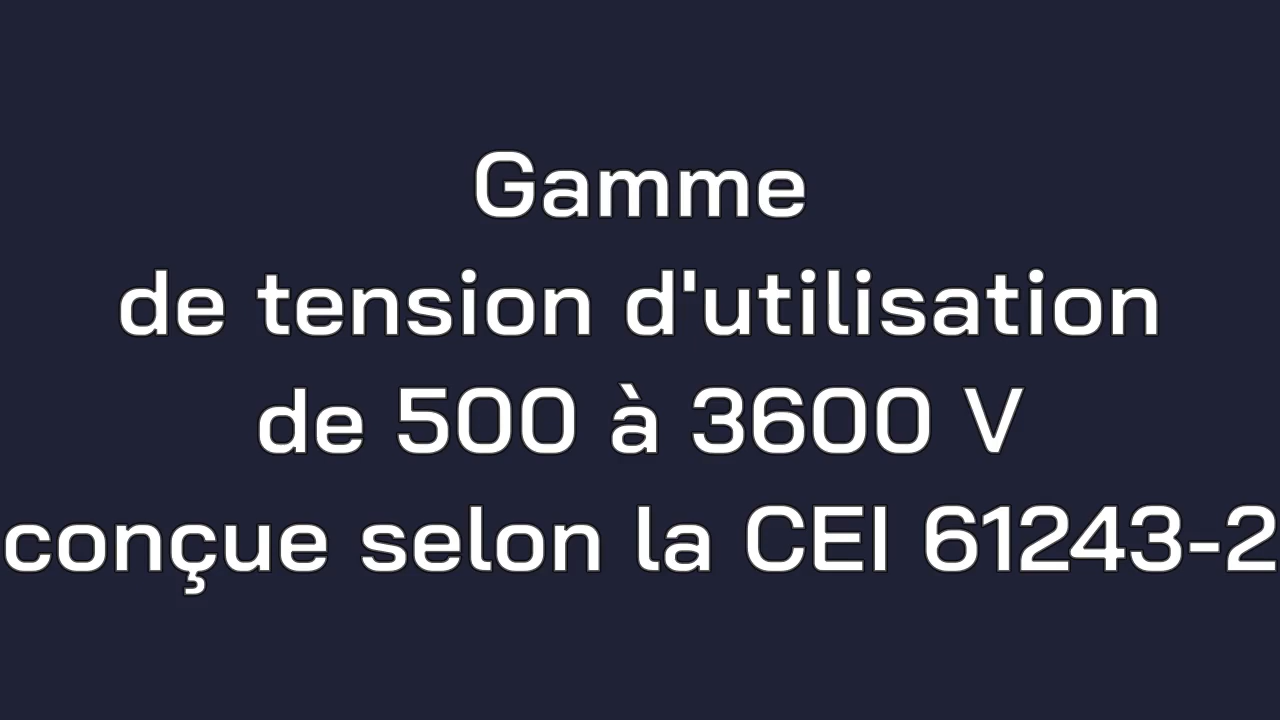 Gamme
de tension d'utilisation
de 500 à 3600 V
conçue selon la CEI 61243-2